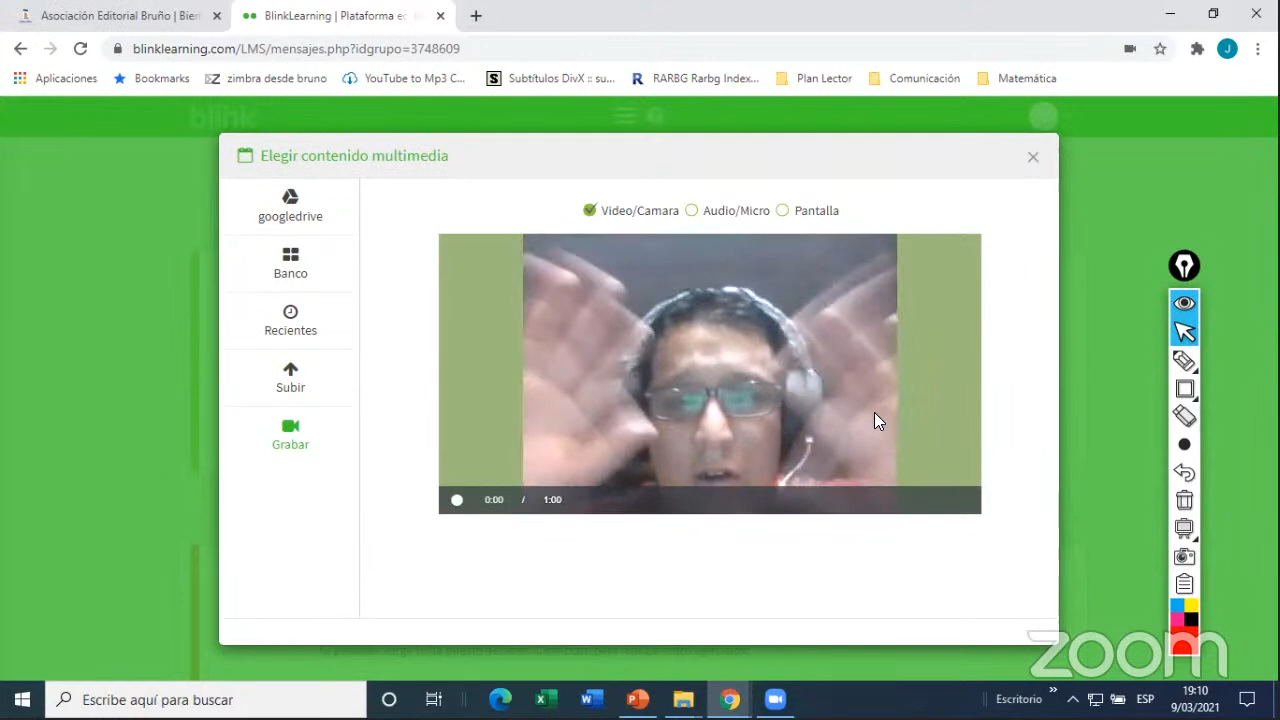 Asociación Editorial Bruño | Bien
BlinkLearning | Plataforma e
blinklearning.com/LMS/mensajes.php?idgrupo=3748609
J
Aplicaciones
Bookmarks
zimbra desde bruno
YouTube to Mp3 C...
S
Subtítulos DivX :: su...
R
RARBG Rarbg Index...
Plan Lector
Comunicación
Matemática
blink
Elegir contenido multimedia
googledrive
Banco
Recientes
Subir
Grabar
Video/Camara
Audio/Micro
Pantalla
0:00 / 1:00
zoom
Escribe aquí para buscar
Escritorio
ESP
19:10
9/03/2021